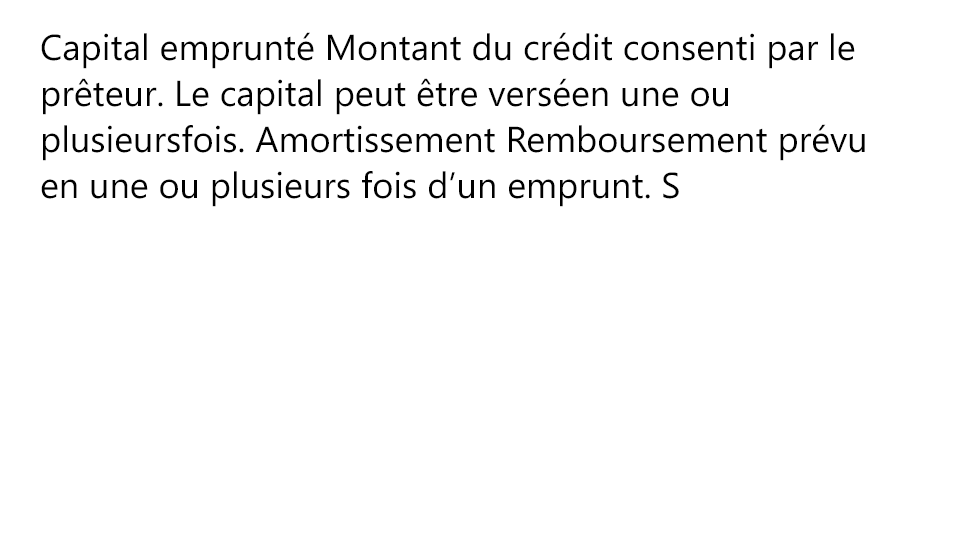 Capital emprunté Montant du crédit consenti par le
prêteur. Le capital peut être verséen une ou
plusieursfois. Amortissement Remboursement prévu
en une ou plusieurs fois d’un emprunt. S